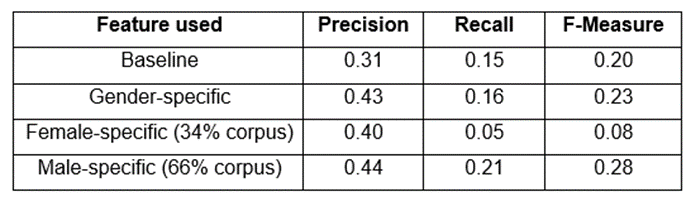 Feature used Precision Recall F-Measure
Baseline 0.31 0.15 0.20
Gender-specific 0.43 0.16 0.23
Female-specific (34% corpus) 0.40 0.05 0.08
Male-specific (66% corpus) 0.44 0.21 0.28